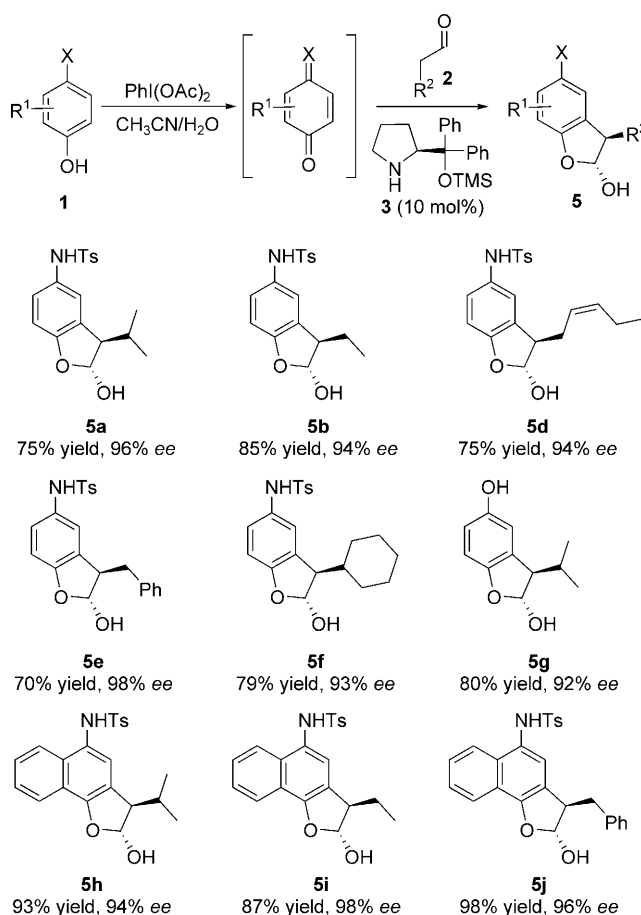 X
R¹
OH
1
PhI(OAc)₂
CH₃CN/H₂O
X
R¹
O
O
R² 2
N
H
Ph
Ph
OTMS
3 (10 mol%)
X
R¹
R²
O
OH
5
NHTs
O
OH
5a
75% yield, 96% ee
NHTs
O
OH
5b
85% yield, 94% ee
NHTs
O
OH
5d
75% yield, 94% ee
NHTs
O
Ph
OH
5e
70% yield, 98% ee
NHTs
O
OH
5f
79% yield, 93% ee
OH
O
OH
5g
80% yield, 92% ee
NHTs
O
OH
5h
93% yield, 94% ee
NHTs
O
OH
5i
87% yield, 98% ee
NHTs
O
Ph
OH
5j
98% yield, 96% ee